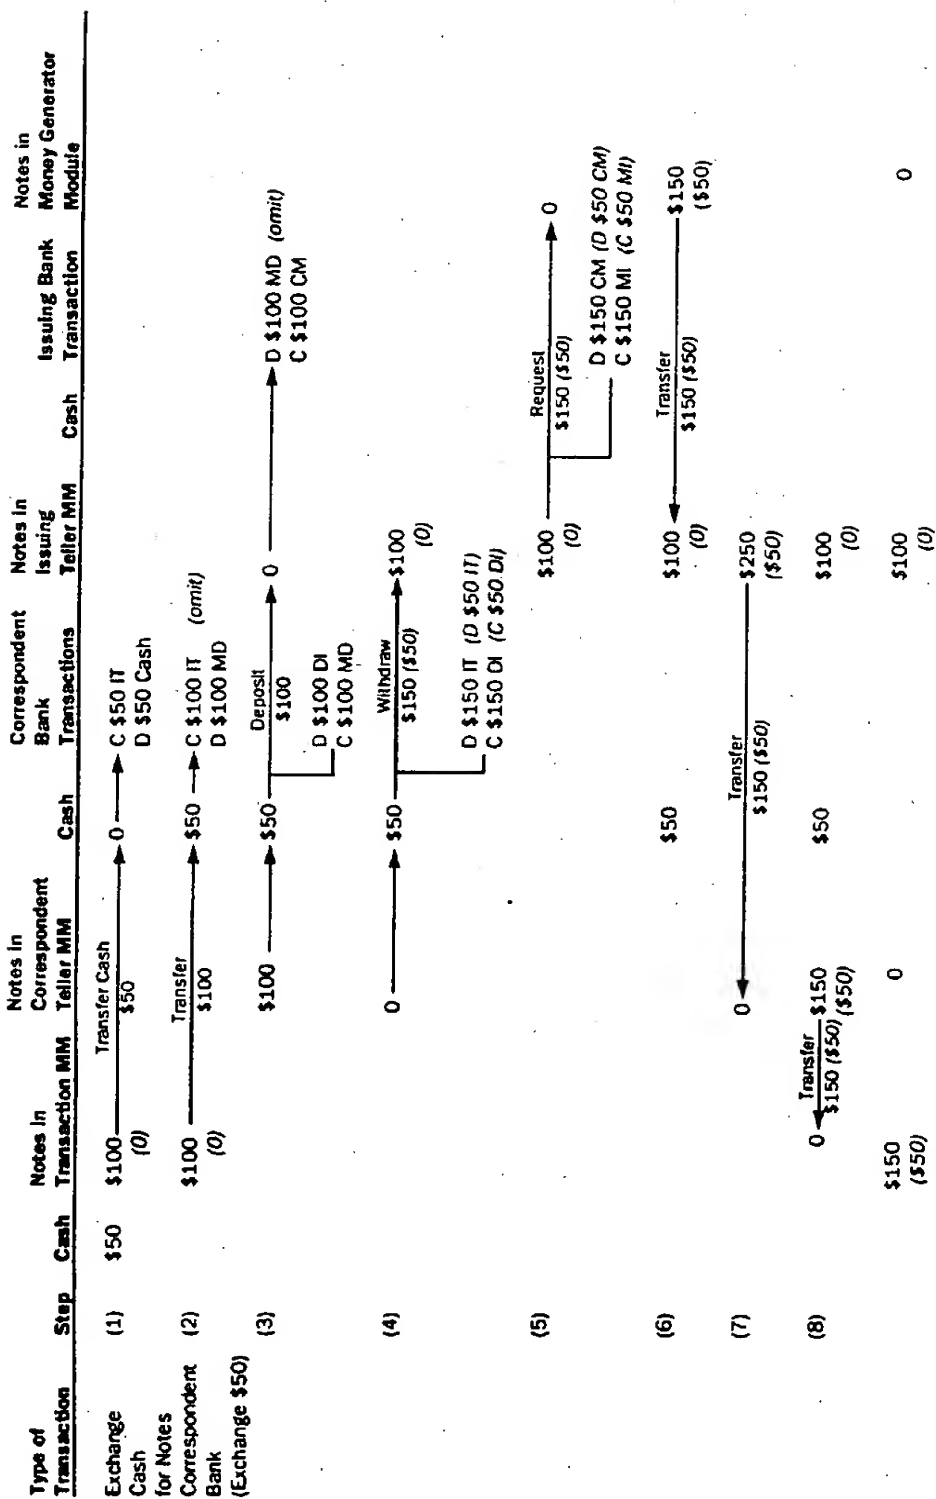 Type of
Transaction
Step
Cash
Notes in
Transaction MM
Notes in
Correspondent
Teller MM
Cash
Correspondent
Bank
Transactions
Notes in
Issuing
Teller MM
Cash
Issuing Bank
Transaction
Notes in
Money Generator
Module
Exchange
Cash
for Notes
Correspondent
Bank
(Exchange $50)
(1) $50 $100 Transfer Cash 0 C $50 IT
(0) $50 D $50 Cash
(2) $100 Transfer $50 C $100 IT (omit)
(0) $100 D $100 MD
(3) $100 $50 Deposit 0 D $100 MD (omit)
$100 C $100 CM
D $100 DI
C $100 MD
(4) 0 $50 Withdraw $100
$150 ($50) (0)
D $150 IT (D $50 IT)
C $150 DI (C $50 DI)
(5) $100 Request 0
(0) $150 ($50)
D $150 CM (D $50 CM)
C $150 MI (C $50 MI)
(6) $50 $100 Transfer $150
(0) $150 ($50) ($50)
(7) 0 Transfer $250
$150 ($50) ($50)
(8) 0 Transfer $150 $50 $100
$150 ($50) ($50) (0)
$150 0 $100 0
($50) (0)